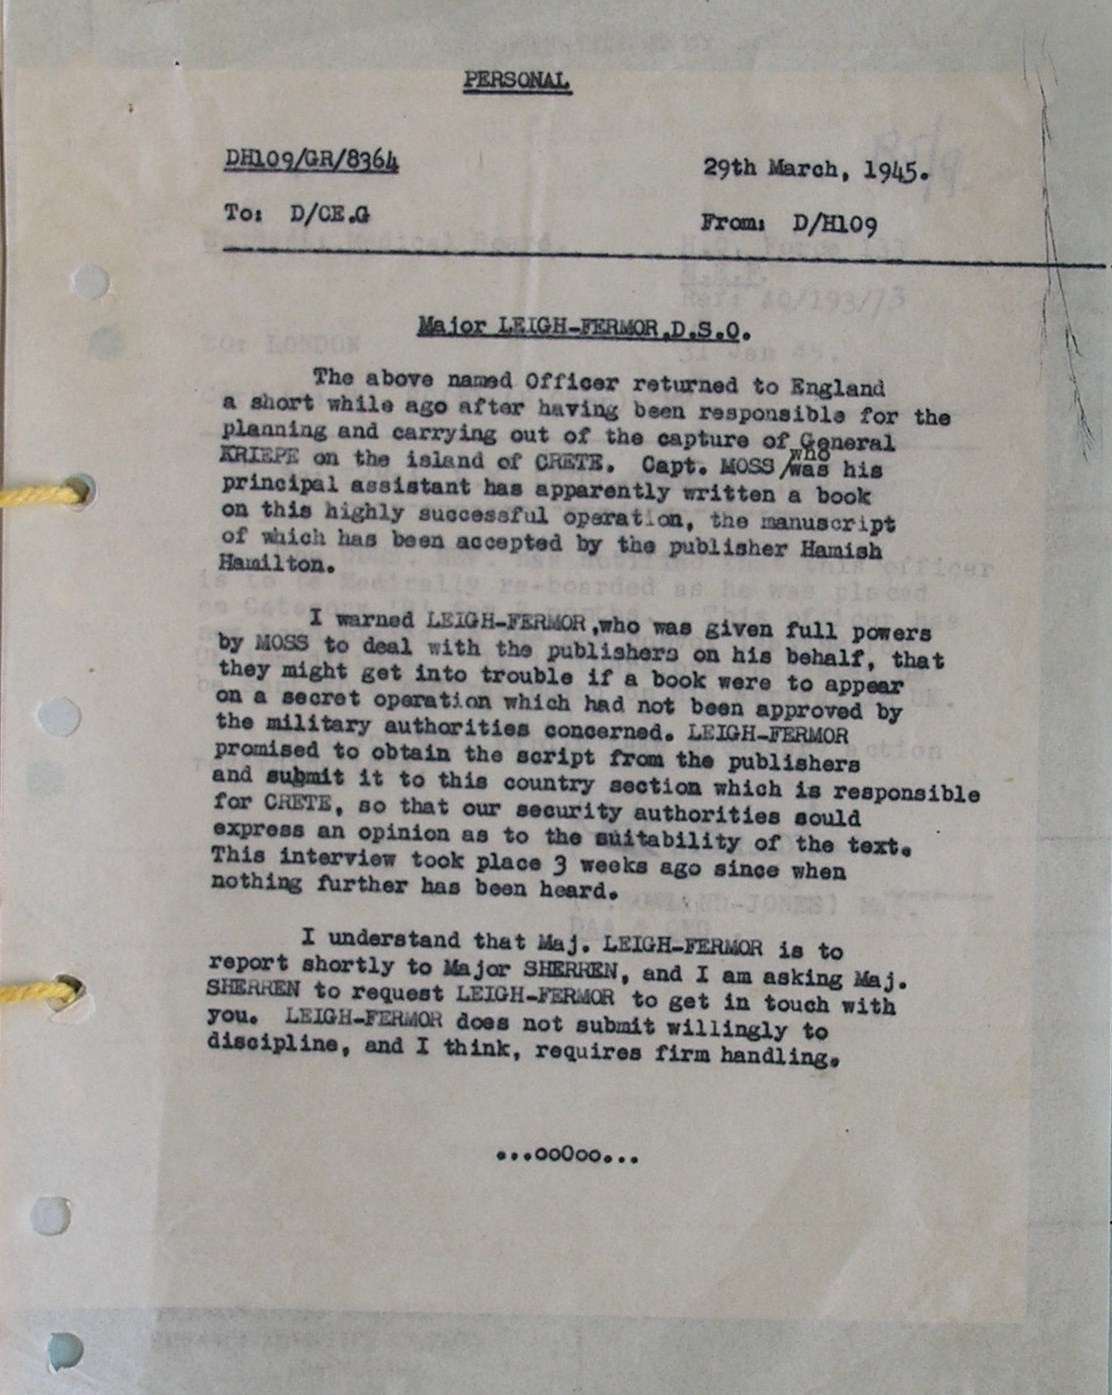 PERSONAL
DH109/GR/8364
29th March, 1945.
To: D/CE.G
From: D/H109
Major LEIGH-FERMOR,D.S.O.
The above named Officer returned to England
a short while ago after having been responsible for the
planning and carrying out of the capture of General
KRIEPE on the island of CRETE. Capt. MOSS /who was his
principal assistant has apparently written a book
on this highly successful operation, the manuscript
of which has been accepted by the publisher Hamish
Hamilton.
I warned LEIGH-FERMOR,who was given full powers
by MOSS to deal with the publishers on his behalf, that
they might get into trouble if a book were to appear
on a secret operation which had not been approved by
the military authorities concerned. LEIGH-FERMOR
promised to obtain the script from the publishers
and submit it to this country section which is responsible
for CRETE, so that our security authorities sould
express an opinion as to the suitability of the text.
This interview took place 3 weeks ago since when
nothing further has been heard.
I understand that Maj. LEIGH-FERMOR is to
report shortly to Major SHERREN, and I am asking Maj.
SHERREN to request LEIGH-FERMOR to get in touch with
you. LEIGH-FERMOR does not submit willingly to
discipline, and I think, requires firm handling.
...ooOoo...